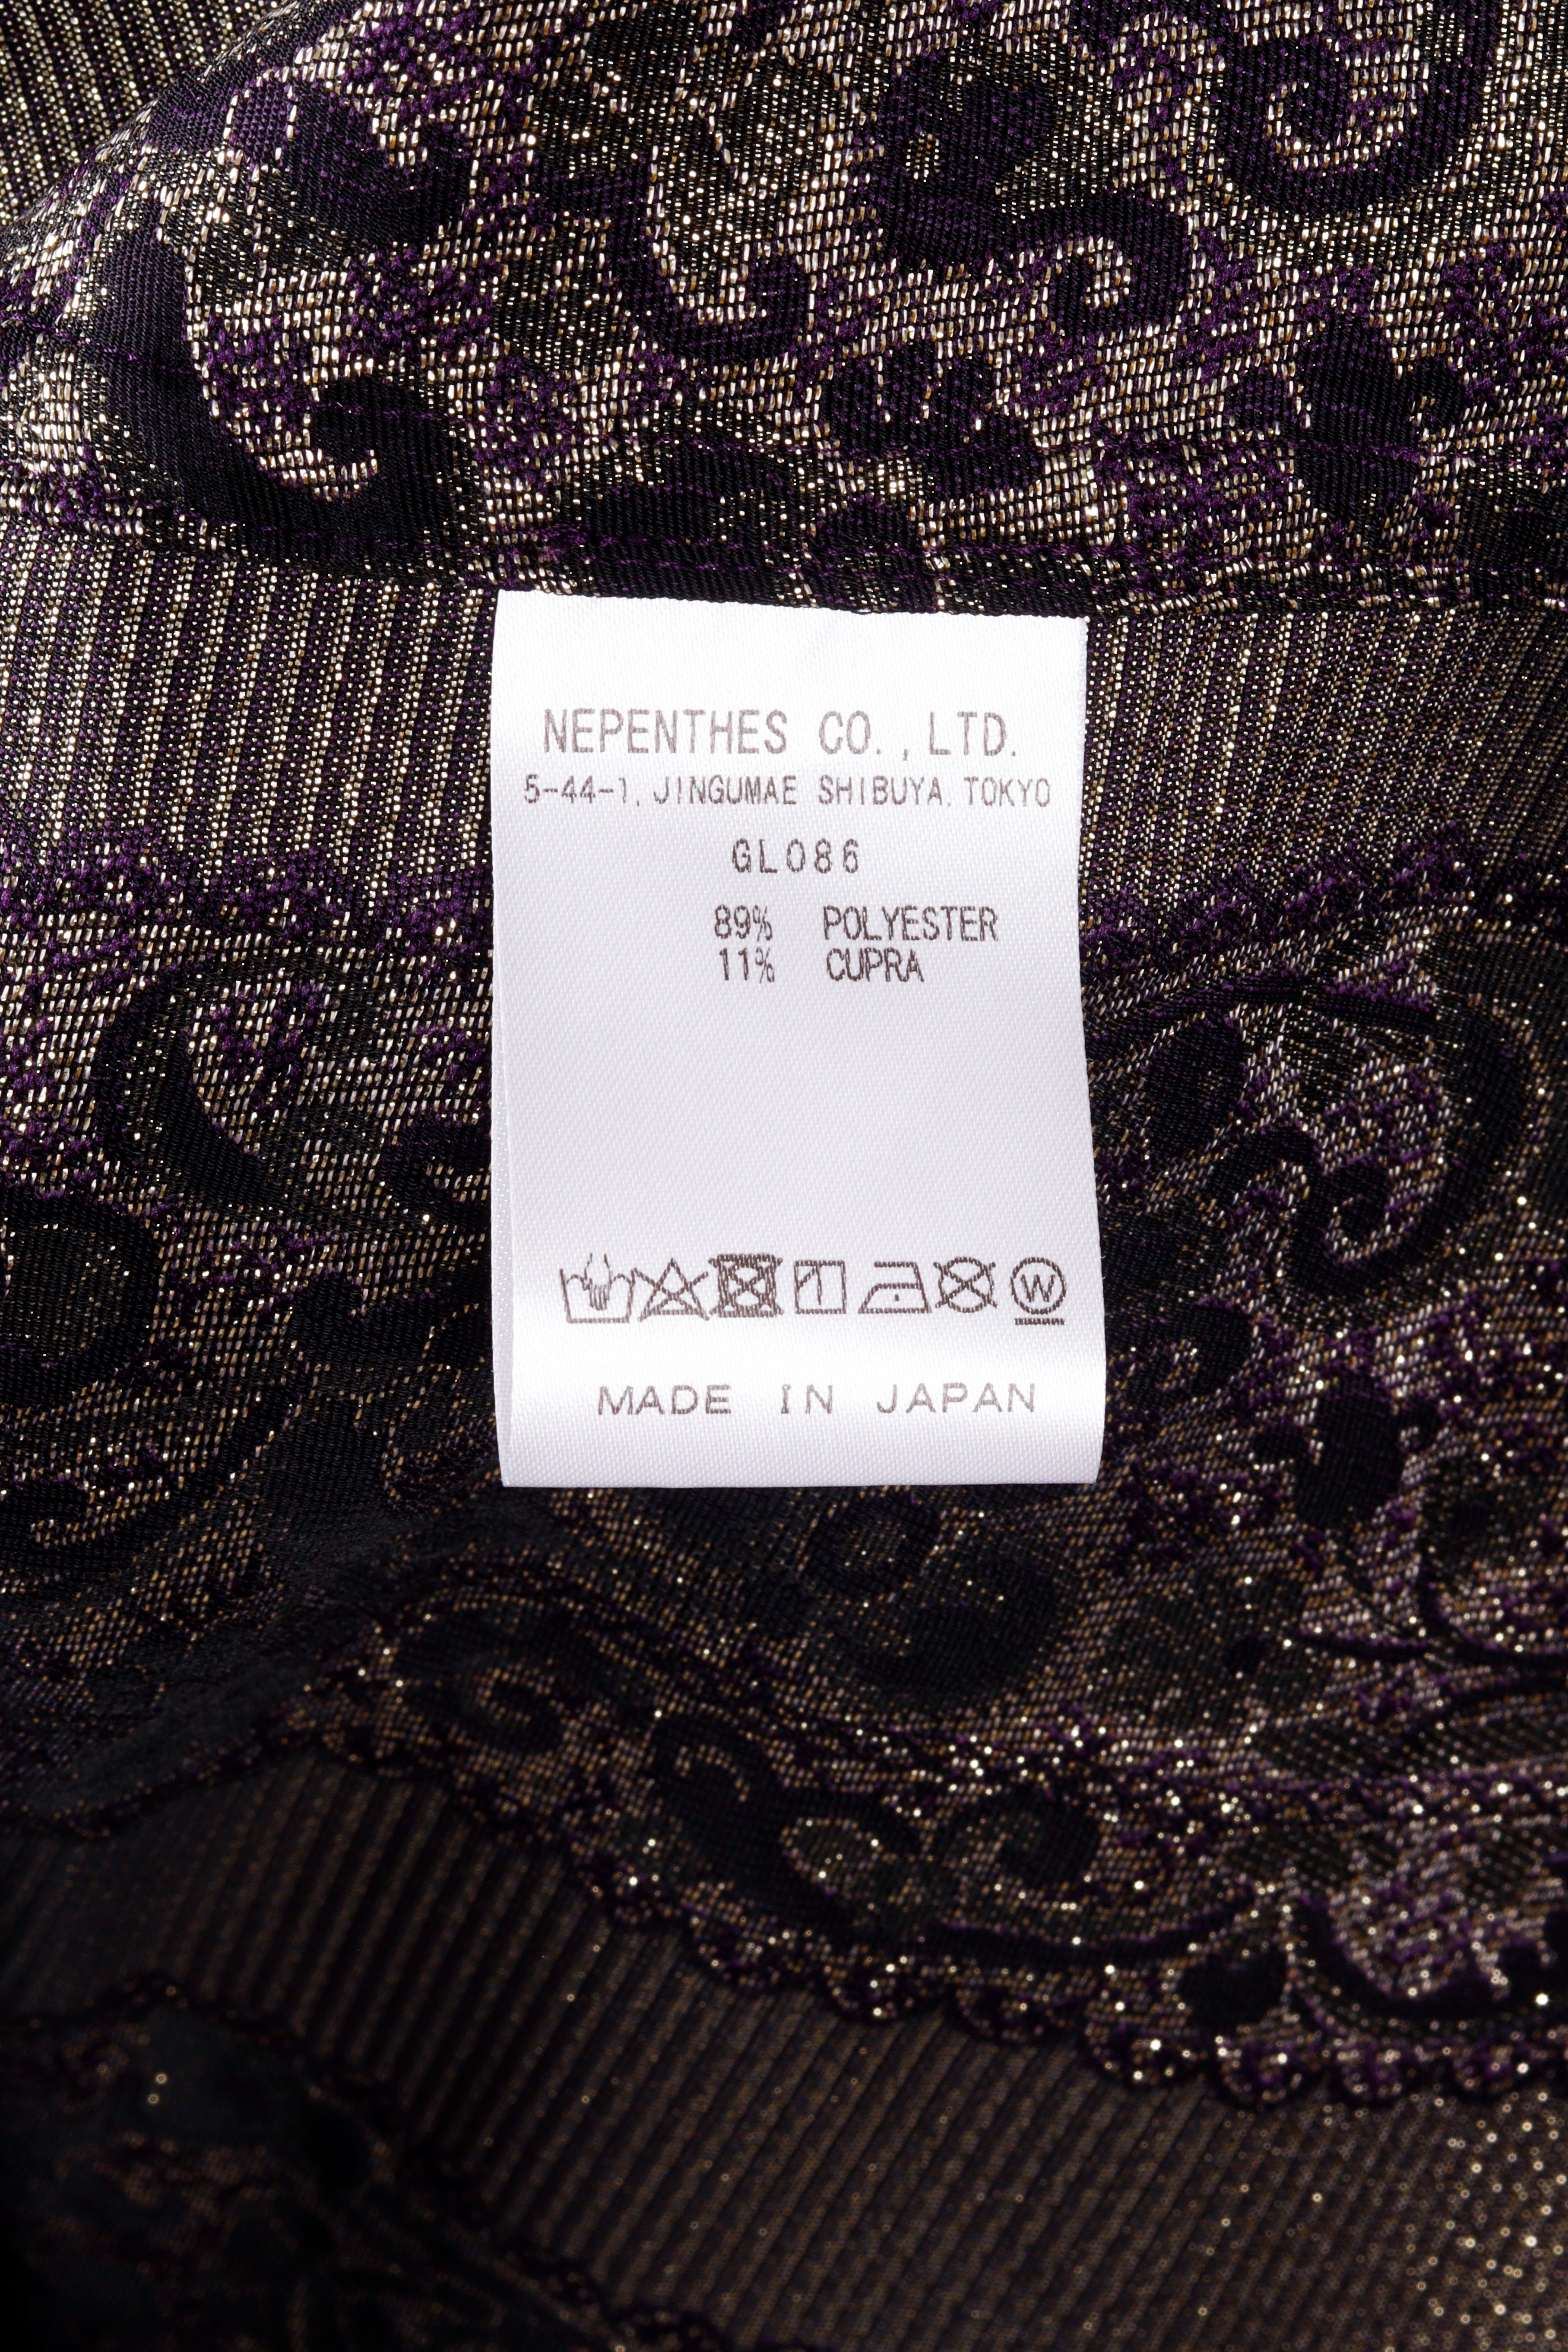 NEPENTHES CO.,LTD.
5-44-1, JINGUMAE SHIBUYA. TOKYO
GL086
89% POLYESTER
11% CUPRA
W
MADE IN JAPAN